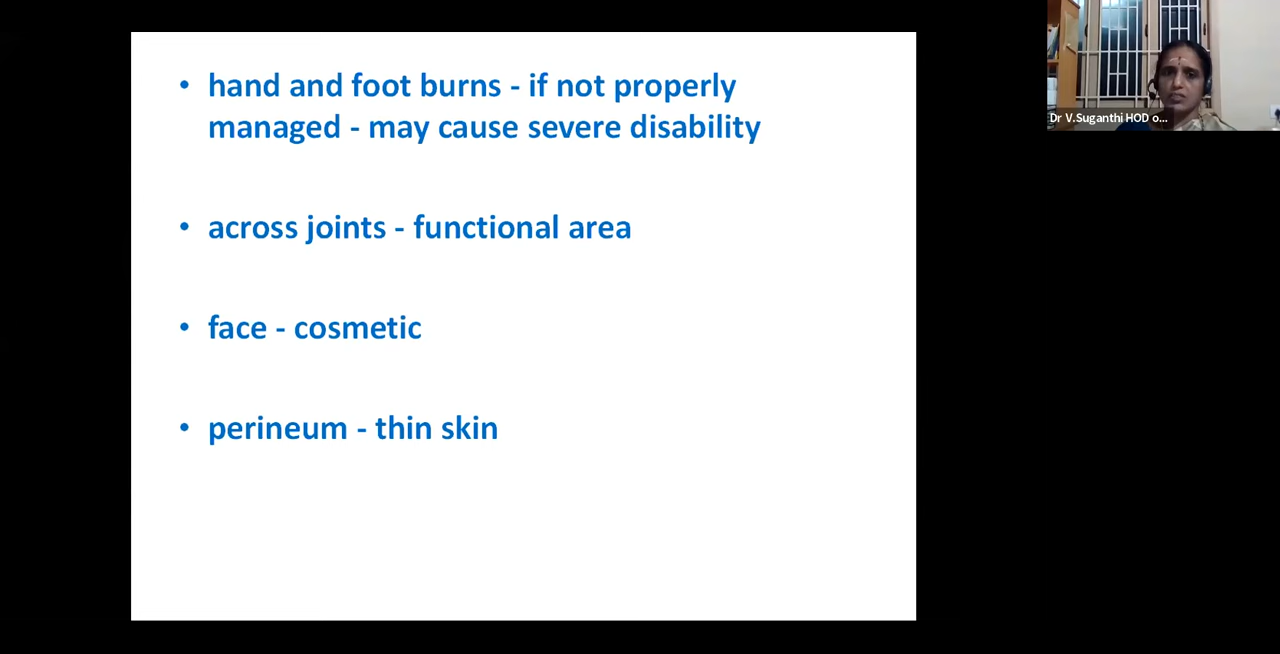 • hand and foot burns - if not properly
managed - may cause severe disability
• across joints - functional area
• face - cosmetic
• perineum - thin skin
Dr V.Suganthi HOD o...